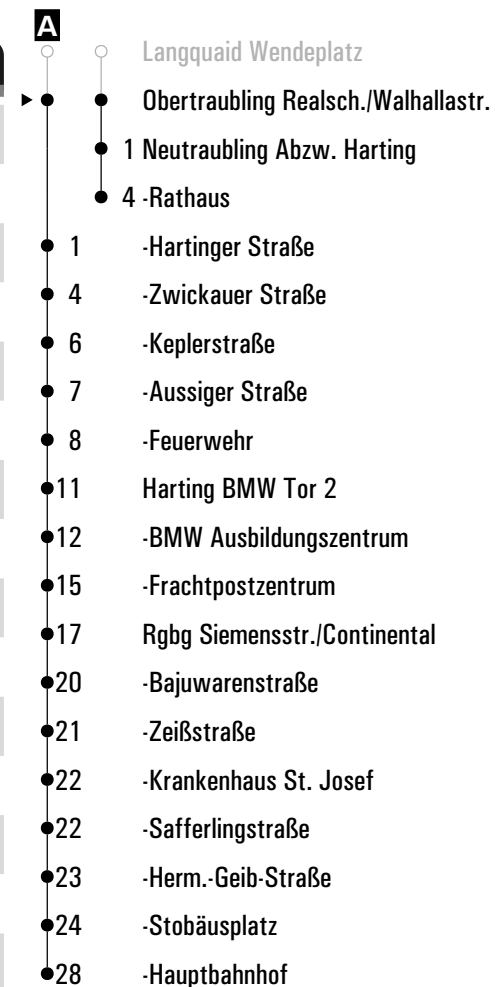 A
Langquaid Wendeplatz
Obertraubling Realsch./Walhallastr.
1 Neutraubling Abzw. Harting
4 -Rathaus
1 -Hartinger Straße
4 -Zwickauer Straße
6 -Keplerstraße
7 -Aussiger Straße
8 -Feuerwehr
11 Harting BMW Tor 2
12 -BMW Ausbildungszentrum
15 -Frachtpostzentrum
17 Rgbg Siemensstr./Continental
20 -Bajuwarenstraße
21 -Zeißstraße
22 -Krankenhaus St. Josef
22 -Safferlingstraße
23 -Herm.-Geib-Straße
24 -Stobäusplatz
28 -Hauptbahnhof